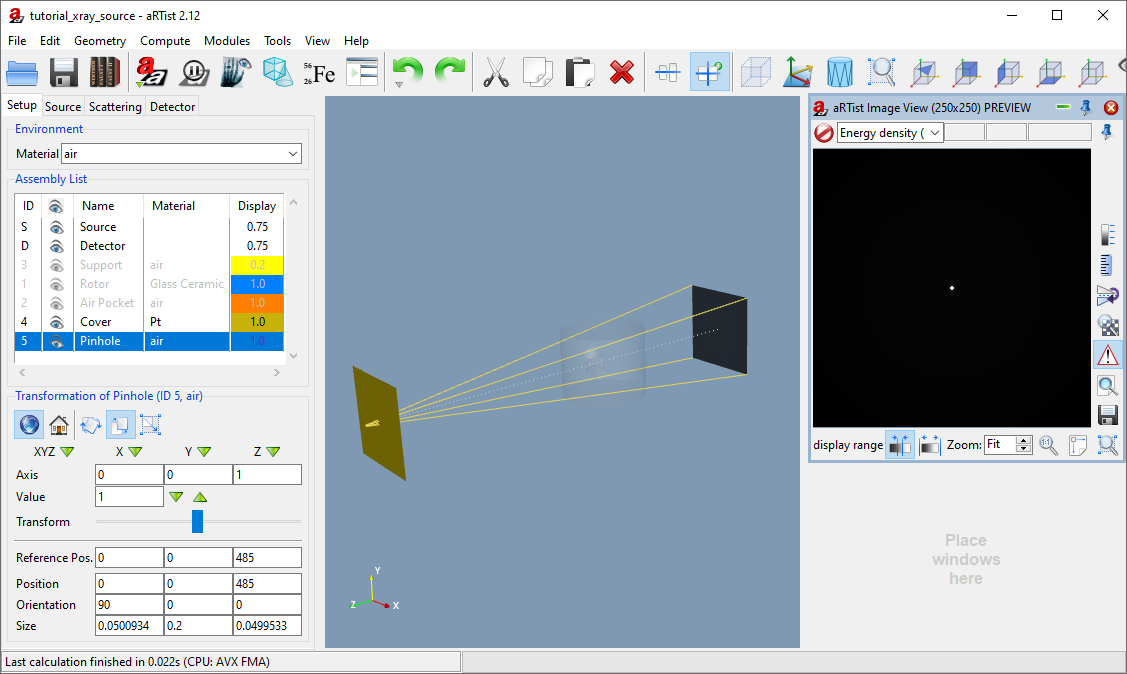 tutorial_xray_source - aRTist 2.12
File Edit Geometry Compute Modules Tools View Help
56
26 Fe
Setup Source Scattering Detector
Environment
Material air
Assembly List
ID Name Material Display
S Source 0.75
D Detector 0.75
3 Support air 0.2
1 Rotor Glass Ceramic 1.0
2 Air Pocket air 1.0
4 Cover Pt 1.0
5 Pinhole air 1.0
Transformation of Pinhole (ID 5, air)
XYZ X Y Z
Axis 0 0 1
Value 1
Transform
Reference Pos. 0 0 485
Position 0 0 485
Orientation 90 0 0
Size 0.0500934 0.2 0.0499533
Y
Z X
aRTist Image View (250x250) PREVIEW
Energy density (
display range Zoom: Fit 1:1
Place
windows
here
Last calculation finished in 0.022s (CPU: AVX FMA)